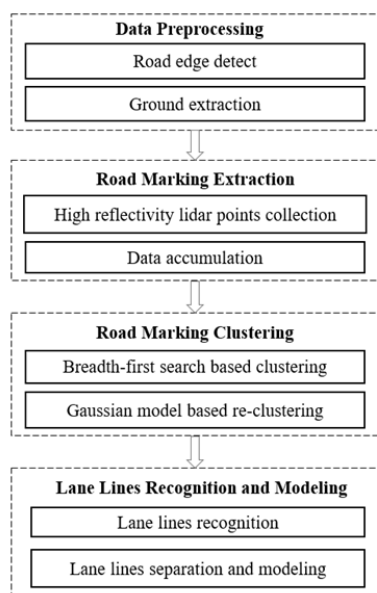 Data Preprocessing
Road edge detect
Ground extraction
Road Marking Extraction
High reflectivity lidar points collection
Data accumulation
Road Marking Clustering
Breadth-first search based clustering
Gaussian model based re-clustering
Lane Lines Recognition and Modeling
Lane lines recognition
Lane lines separation and modeling